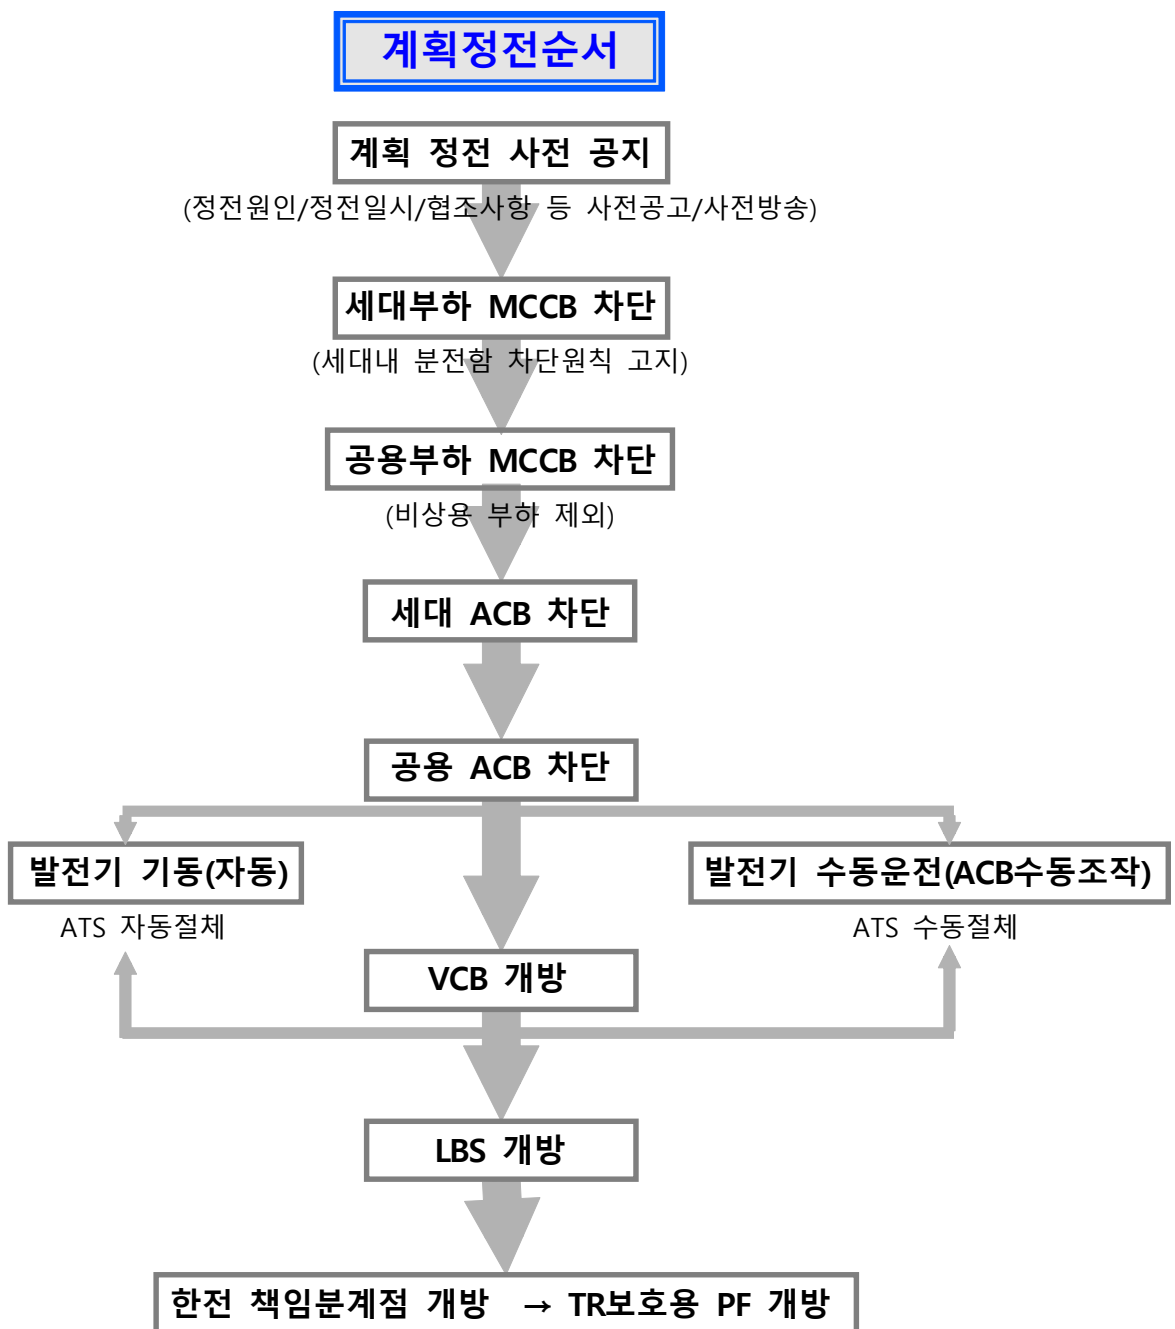 계획정전순서
계획 정전 사전 공지
(정전원인/정전일시/협조사항 등 사전공고/사전방송)
세대부하 MCCB 차단
(세대내 분전함 차단원칙 고지)
공용부하 MCCB 차단
(비상용 부하 제외)
세대 ACB 차단
공용 ACB 차단
발전기 기동(자동)
발전기 수동운전(ACB수동조작)
ATS 자동절체
ATS 수동절체
VCB 개방
LBS 개방
한전 책임분계점 개방 → TR보호용 PF 개방